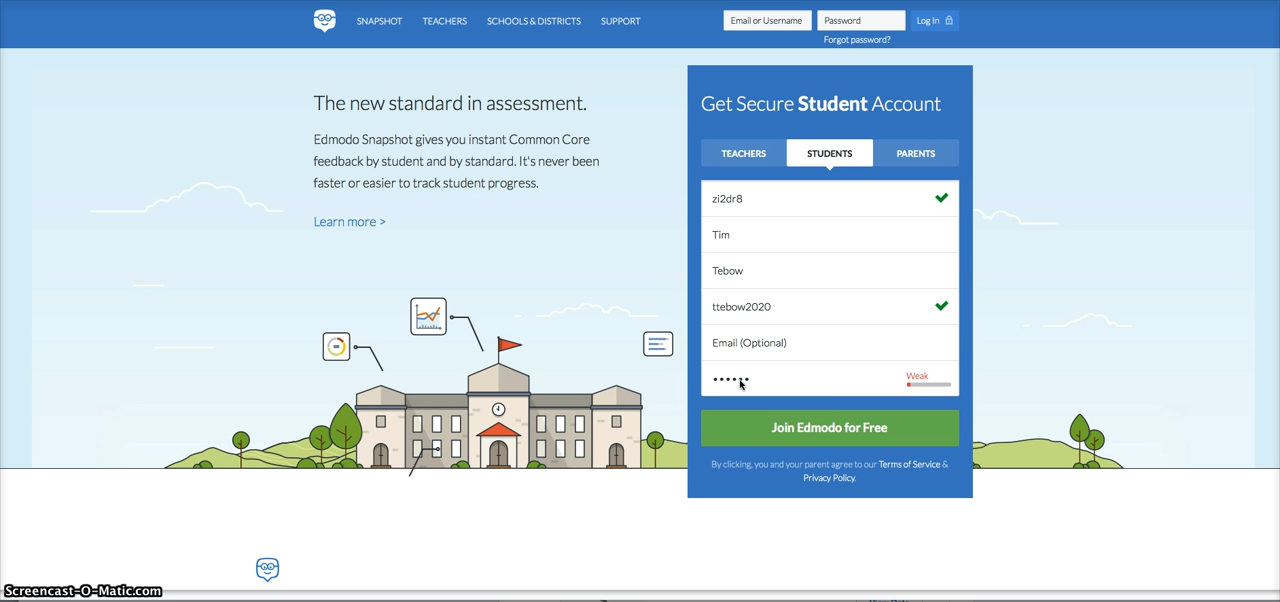 SNAPSHOT TEACHERS SCHOOLS & DISTRICTS SUPPORT
Email or Username Password Log In
Forgot password?
The new standard in assessment.
Edmodo Snapshot gives you instant Common Core
feedback by student and by standard. It's never been
faster or easier to track student progress.
Learn more >
Get Secure Student Account
TEACHERS STUDENTS PARENTS
zi2dr8
Tim
Tebow
ttebow2020
Email (Optional)
•••••• Weak
Join Edmodo for Free
By clicking, you and your parent agree to our Terms of Service &
Privacy Policy.
Screencast-O-Matic.com